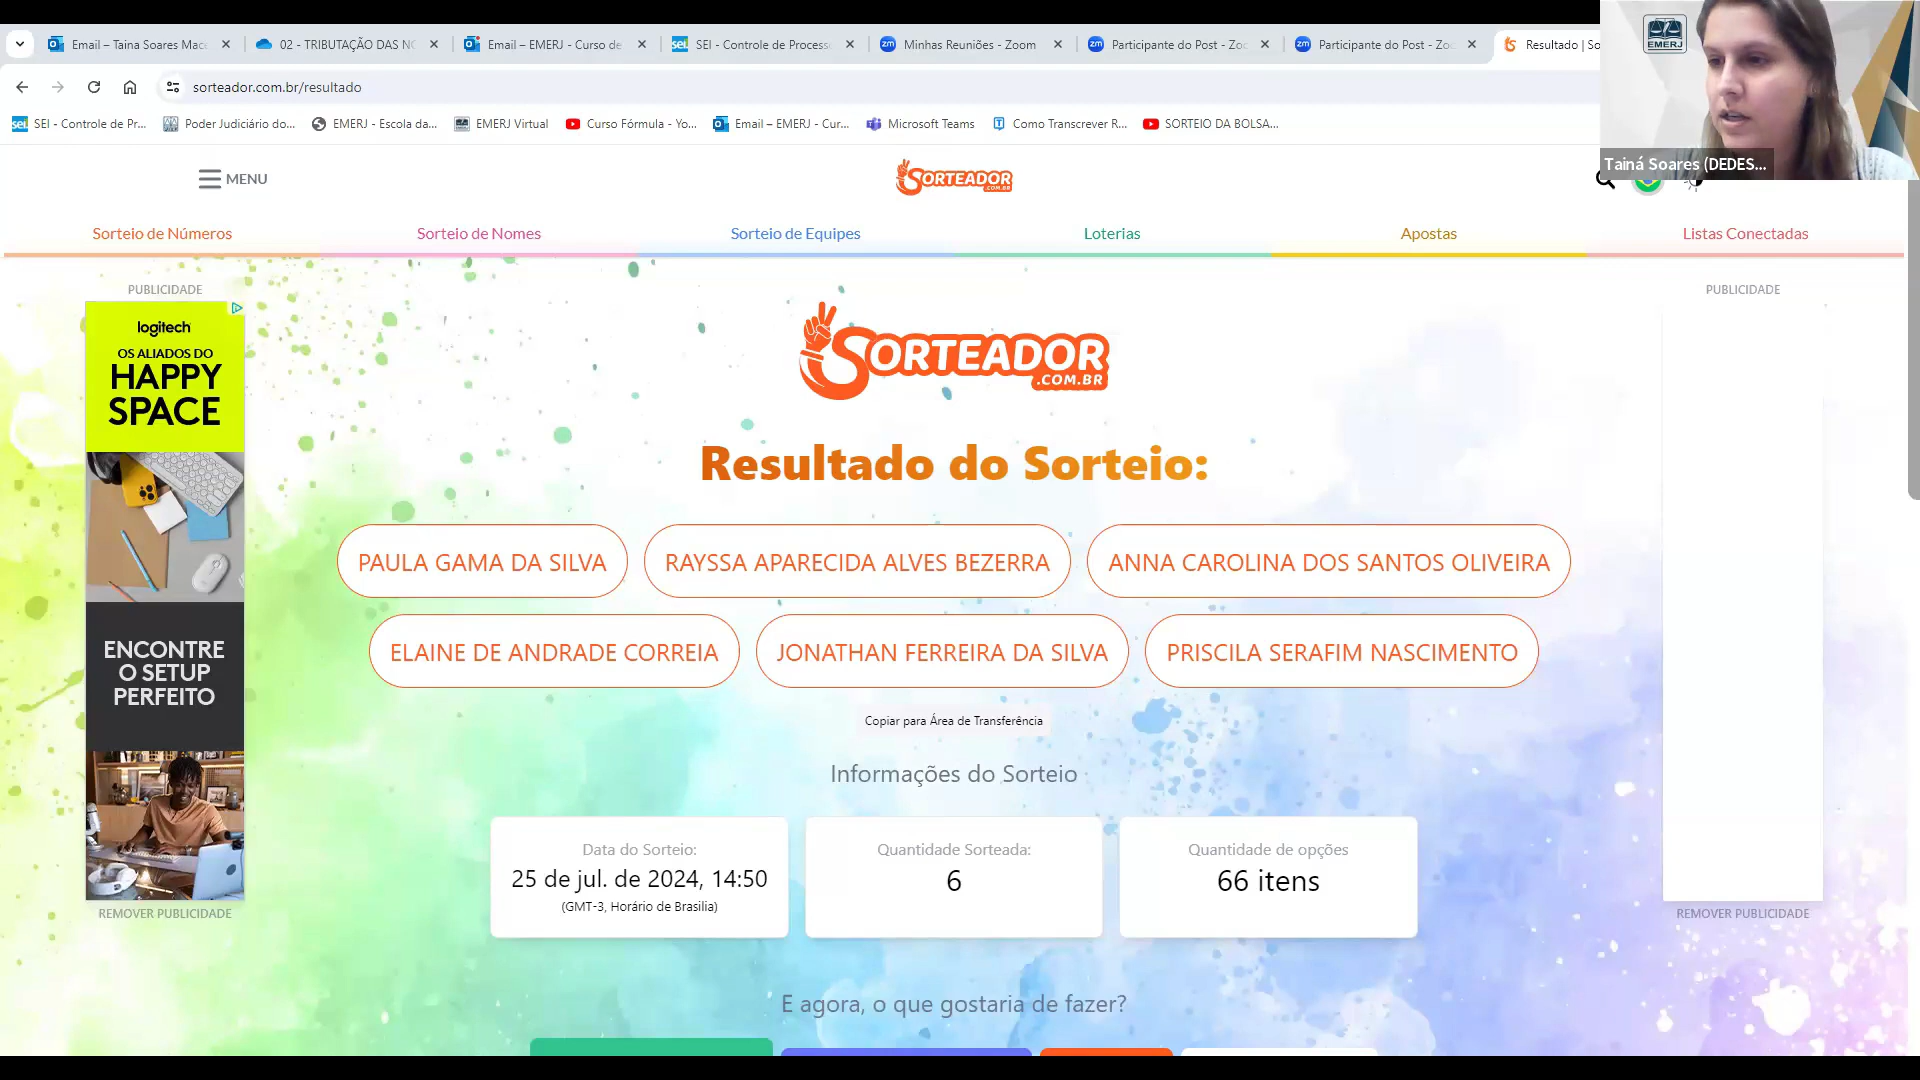 Email – Taina Soares Mac
02 - TRIBUTAÇÃO DAS NO
Email – EMERJ - Curso de
SEI - Controle de Process
Minhas Reuniões - Zoom
Participante do Post - Zo
Participante do Post - Zo
Resultado | So
sorteador.com.br/resultado
SEI - Controle de Pr...
Poder Judiciário do...
EMERJ - Escola da...
EMERJ Virtual
Curso Fórmula - Yo...
Email – EMERJ - Cur...
Microsoft Teams
Como Transcrever R...
SORTEIO DA BOLSA...
EMERJ
Tainá Soares (DEDES...
MENU
SORTEADOR
.COM.BR
Sorteio de Números
Sorteio de Nomes
Sorteio de Equipes
Loterias
Apostas
Listas Conectadas
PUBLICIDADE
PUBLICIDADE
logitech
OS ALIADOS DO
HAPPY
SPACE
ENCONTRE
O SETUP
PERFEITO
REMOVER PUBLICIDADE
SORTEADOR
.COM.BR
Resultado do Sorteio:
PAULA GAMA DA SILVA
RAYSSA APARECIDA ALVES BEZERRA
ANNA CAROLINA DOS SANTOS OLIVEIRA
ELAINE DE ANDRADE CORREIA
JONATHAN FERREIRA DA SILVA
PRISCILA SERAFIM NASCIMENTO
Copiar para Área de Transferência
Informações do Sorteio
Data do Sorteio:
25 de jul. de 2024, 14:50
(GMT-3, Horário de Brasilia)
Quantidade Sorteada:
6
Quantidade de opções
66 itens
REMOVER PUBLICIDADE
E agora, o que gostaria de fazer?